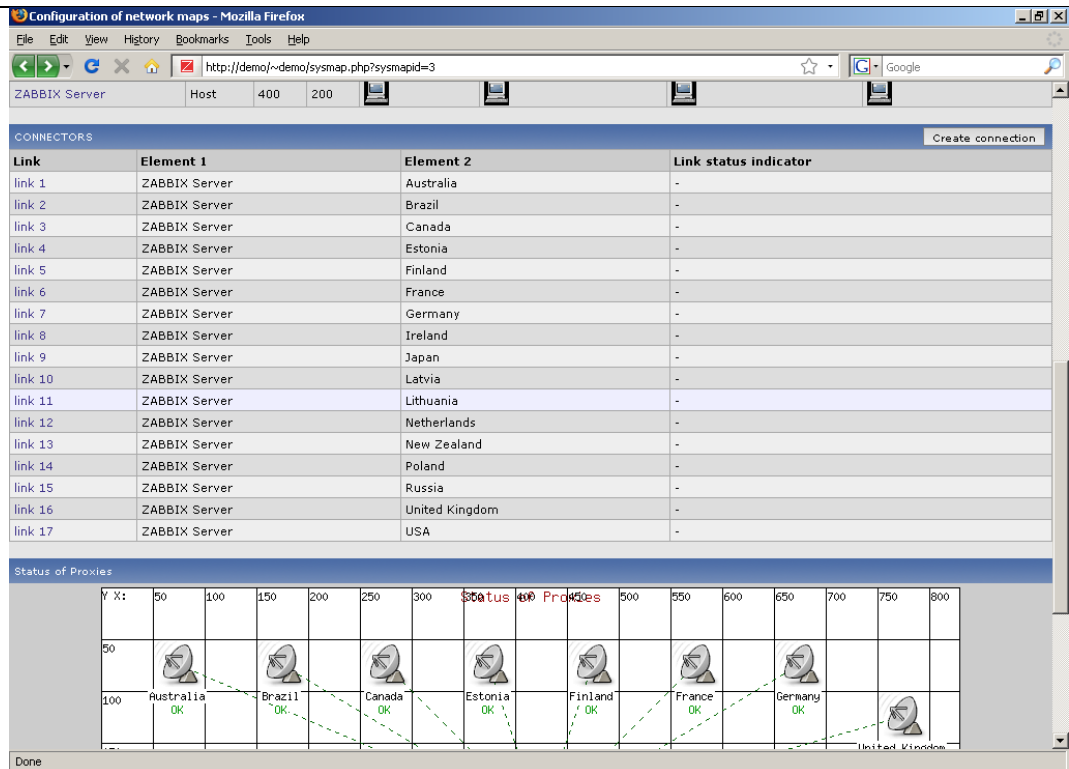 Configuration of network maps - Mozilla Firefox
File Edit View History Bookmarks Tools Help
http://demo/~demo/sysmap.php?sysmapid=3 G Google
ZABBIX Server Host 400 200
CONNECTORS Create connection
Link Element 1 Element 2 Link status indicator
link 1 ZABBIX Server Australia -
link 2 ZABBIX Server Brazil -
link 3 ZABBIX Server Canada -
link 4 ZABBIX Server Estonia -
link 5 ZABBIX Server Finland -
link 6 ZABBIX Server France -
link 7 ZABBIX Server Germany -
link 8 ZABBIX Server Ireland -
link 9 ZABBIX Server Japan -
link 10 ZABBIX Server Latvia -
link 11 ZABBIX Server Lithuania -
link 12 ZABBIX Server Netherlands -
link 13 ZABBIX Server New Zealand -
link 14 ZABBIX Server Poland -
link 15 ZABBIX Server Russia -
link 16 ZABBIX Server United Kingdom -
link 17 ZABBIX Server USA -
Status of Proxies
Status of Proxies
Y X: 50 100 150 200 250 300 350 400 450 500 550 600 650 700 750 800
50
100 Australia Brazil Canada Estonia Finland France Germany
OK OK OK OK OK OK OK
United Kingdom
Done